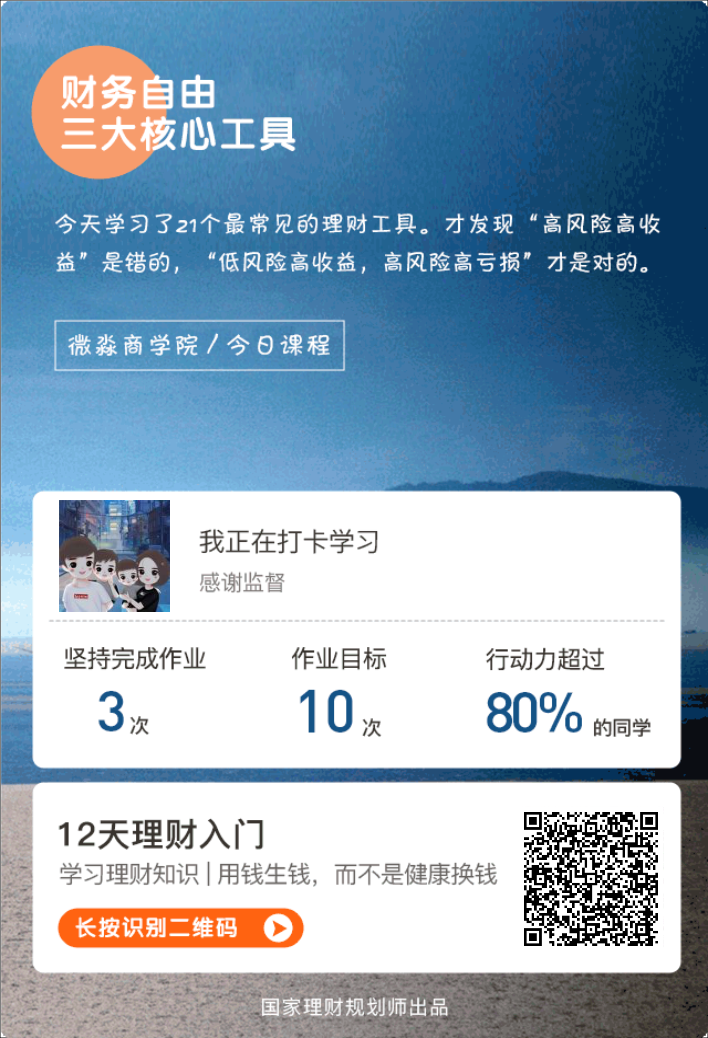 财务自由
三大核心工具
今天学习了21个最常见的理财工具。才发现“高风险高收
益”是错的，“低风险高收益，高风险高亏损”才是对的。
微淼商学院/今日课程
我正在打卡学习
感谢监督
坚持完成作业 作业目标 行动力超过
3次 10次 80%的同学
12天理财入门
学习理财知识|用钱生钱，而不是健康换钱
长按识别二维码
国家理财规划师出品